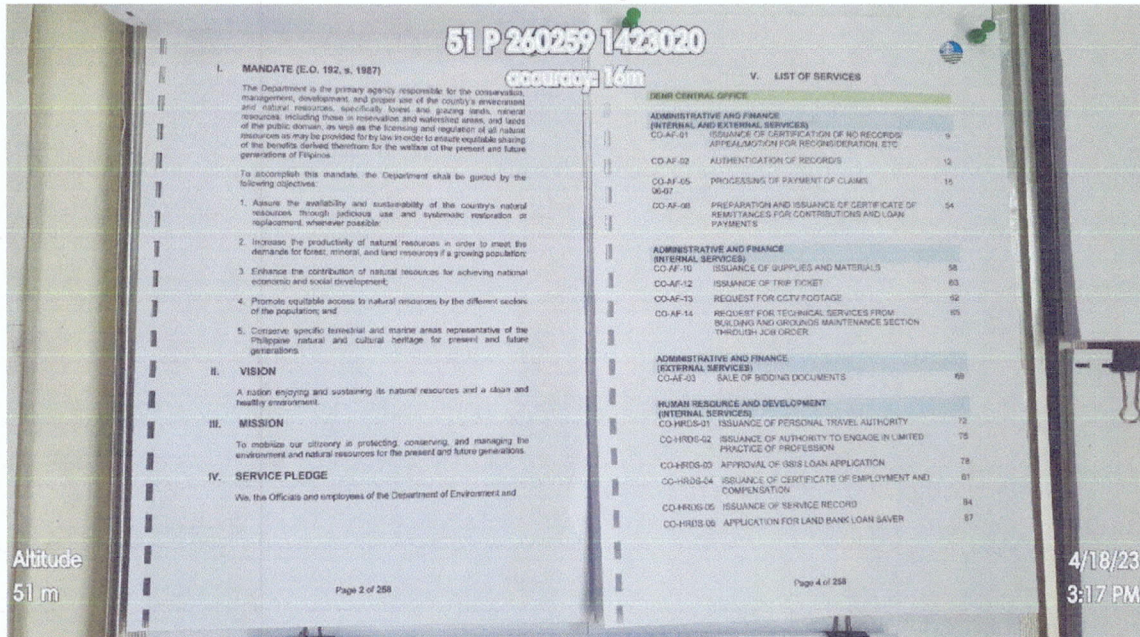 51 P 260259 1423020
accuracy: 16m
I. MANDATE (E.O. 192, s. 1987)
The Department is the primary agency responsible for the conservation,
management, development, and proper use of the country's environment
and natural resources, specifically forest and grazing lands, mineral
resources, including those in reservation and watershed areas, and lands
of the public domain, as well as the licensing and regulation of all natural
resources as may be provided for by law in order to ensure equitable sharing
of the benefits derived therefrom for the welfare of the present and future
generations of Filipinos.
To accomplish this mandate, the Department shall be guided by the
following objectives:
1. Assure the availability and sustainability of the country's natural
resources through judicious use and systematic restoration or
replacement, whenever possible;
2. Increase the productivity of natural resources in order to meet the
demands for forest, mineral, and land resources if a growing population;
3. Enhance the contribution of natural resources for achieving national
economic and social development;
4. Promote equitable access to natural resources by the different sectors
of the population; and
5. Conserve specific terrestrial and marine areas representative of the
Philippine natural and cultural heritage for present and future
generations.
II. VISION
A nation enjoying and sustaining its natural resources and a clean and
healthy environment.
III. MISSION
To mobilize our citizenry in protecting, conserving, and managing the
environment and natural resources for the present and future generations.
IV. SERVICE PLEDGE
We, the Officials and employees of the Department of Environment and
Page 2 of 258
V. LIST OF SERVICES
DENR CENTRAL OFFICE
ADMINISTRATIVE AND FINANCE
(INTERNAL AND EXTERNAL SERVICES)
CO-AF-01 ISSUANCE OF CERTIFICATION OF NO RECORDS/ 9
APPEAL/MOTION FOR RECONSIDERATION, ETC
CO-AF-02 AUTHENTICATION OF RECORDS 12
CO-AF-05- PROCESSING OF PAYMENT OF CLAIMS 15
06-07
CO-AF-08 PREPARATION AND ISSUANCE OF CERTIFICATE OF 54
REMITTANCES FOR CONTRIBUTIONS AND LOAN
PAYMENTS
ADMINISTRATIVE AND FINANCE
(INTERNAL SERVICES)
CO-AF-10 ISSUANCE OF SUPPLIES AND MATERIALS 58
CO-AF-12 ISSUANCE OF TRIP TICKET
CO-AF-13 REQUEST FOR CCTV FOOTAGE 62
CO-AF-14 REQUEST FOR TECHNICAL SERVICES FROM 65
BUILDING AND GROUNDS MAINTENANCE SECTION
THROUGH JOB ORDER
ADMINISTRATIVE AND FINANCE
(EXTERNAL SERVICES)
CO-AF-03 SALE OF BIDDING DOCUMENTS 69
HUMAN RESOURCE AND DEVELOPMENT
(INTERNAL SERVICES)
CO-HRDS-01 ISSUANCE OF PERSONAL TRAVEL AUTHORITY 72
CO-HRDS-02 ISSUANCE OF AUTHORITY TO ENGAGE IN LIMITED 75
PRACTICE OF PROFESSION
CO-HRDS-03 APPROVAL OF GSIS LOAN APPLICATION 78
CO-HRDS-04 ISSUANCE OF CERTIFICATE OF EMPLOYMENT AND 81
COMPENSATION
CO-HRDS-05 ISSUANCE OF SERVICE RECORD 84
CO-HRDS-06 APPLICATION FOR LAND BANK LOAN SAVER 87
Page 4 of 258
Altitude
51 m
4/18/23
3:17 PM